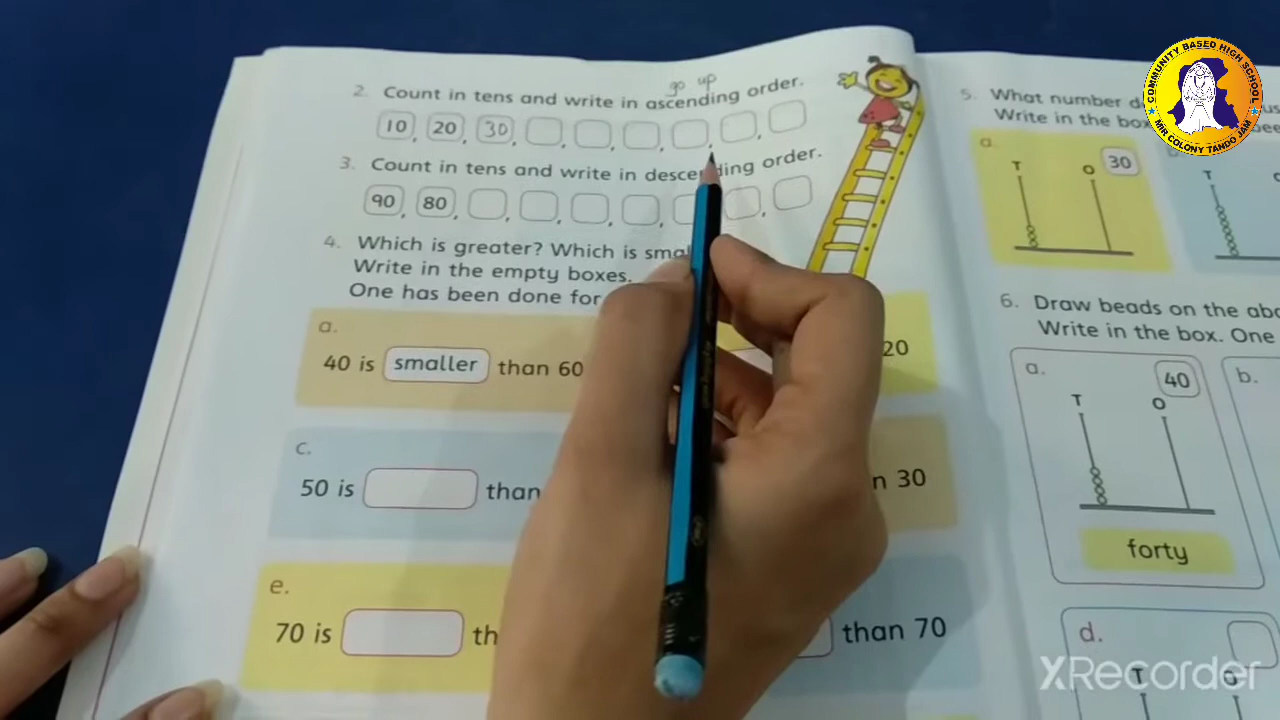 2. Count in tens and write in ascending order.
go up
10, 20, 30, , , , , ,
3. Count in tens and write in descending order.
90, 80, , , , , , ,
4. Which is greater? Which is
Write in the empty boxes.
One has been done for
a.
40 is smaller than 60
20
c.
50 is than
30
e.
70 is
than 70
5. What number
Write in the
a.
T O 30
T
6. Draw beads on the
Write in the box. One
a.
T O 40
forty
b.
d.
T O
COMMUNITY BASED HIGH SCHOOL
MIR COLONY TANDO JAM
XRecorder